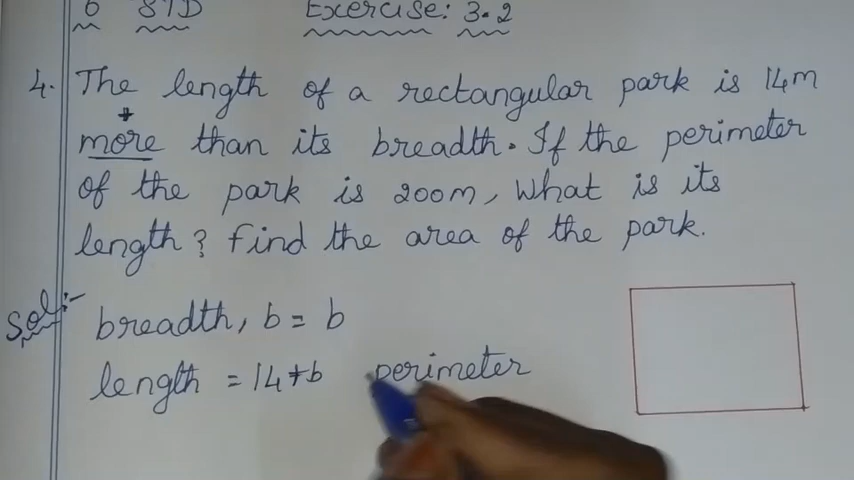 6 STD Exercise: 3.2
4. The length of a rectangular park is 14m
+
more than its breadth. If the perimeter
of the park is 200m, what is its
length? Find the area of the park.
Sol:- breadth, b = b
length = 14+b perimeter